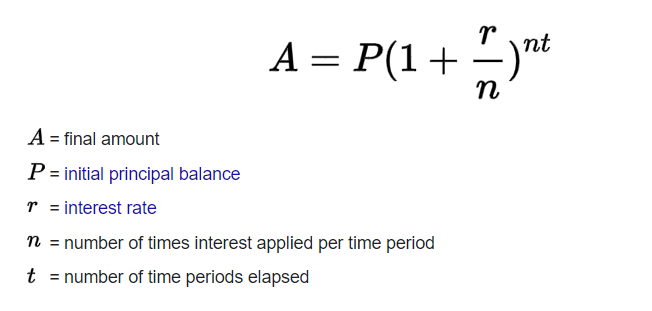 A = P(1 + r/n)^nt
A = final amount
P = initial principal balance
r = interest rate
n = number of times interest applied per time period
t = number of time periods elapsed